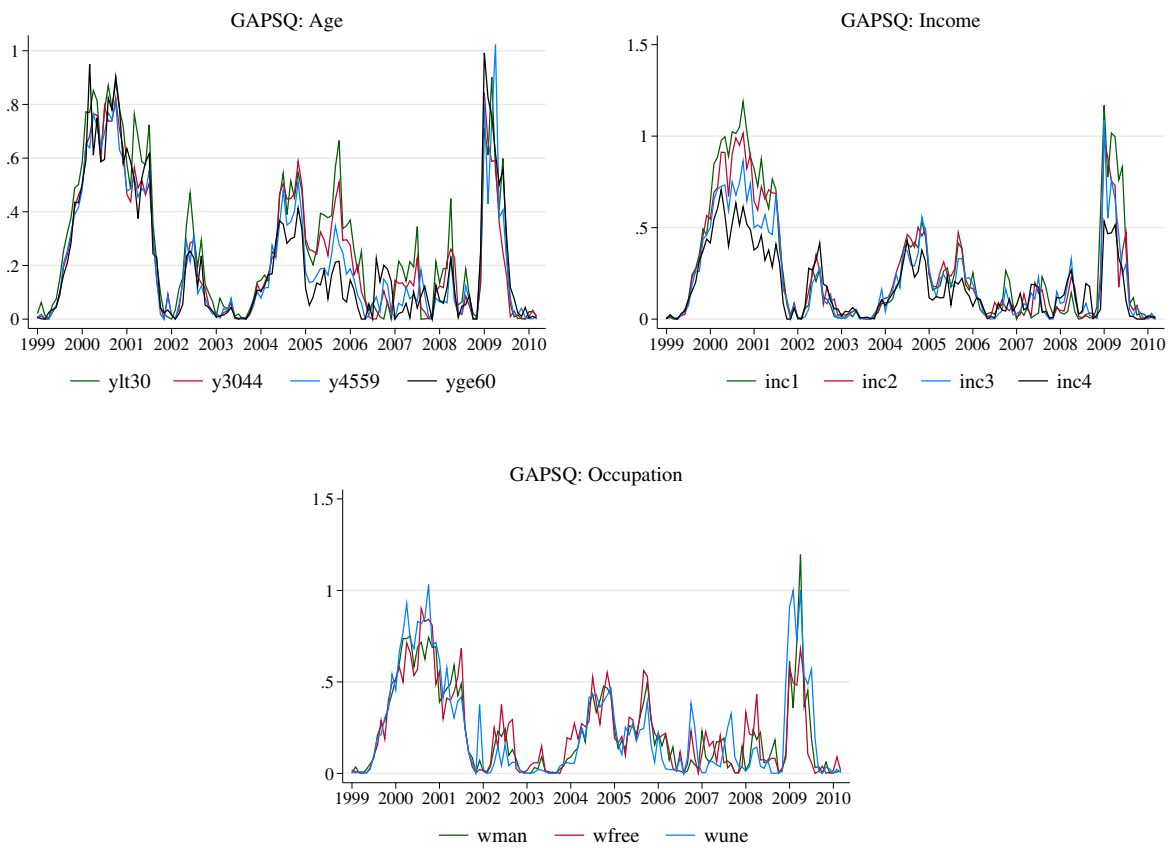 GAPSQ: Age
1
.8
.6
.4
.2
0
1999 2000 2001 2002 2003 2004 2005 2006 2007 2008 2009 2010
ylt30 y3044 y4559 yge60
GAPSQ: Income
1.5
1
.5
0
1999 2000 2001 2002 2003 2004 2005 2006 2007 2008 2009 2010
inc1 inc2 inc3 inc4
GAPSQ: Occupation
1.5
1
.5
0
1999 2000 2001 2002 2003 2004 2005 2006 2007 2008 2009 2010
wman wfree wune